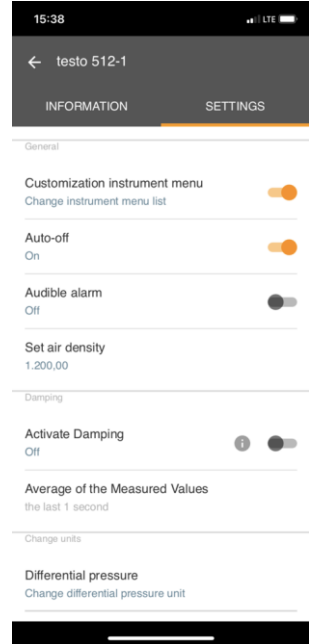 15:38
LTE
testo 512-1
INFORMATION
SETTINGS
General
Customization instrument menu
Change instrument menu list
Auto-off
On
Audible alarm
Off
Set air density
1.200,00
Damping
Activate Damping
Off
Average of the Measured Values
the last 1 second
Change units
Differential pressure
Change differential pressure unit